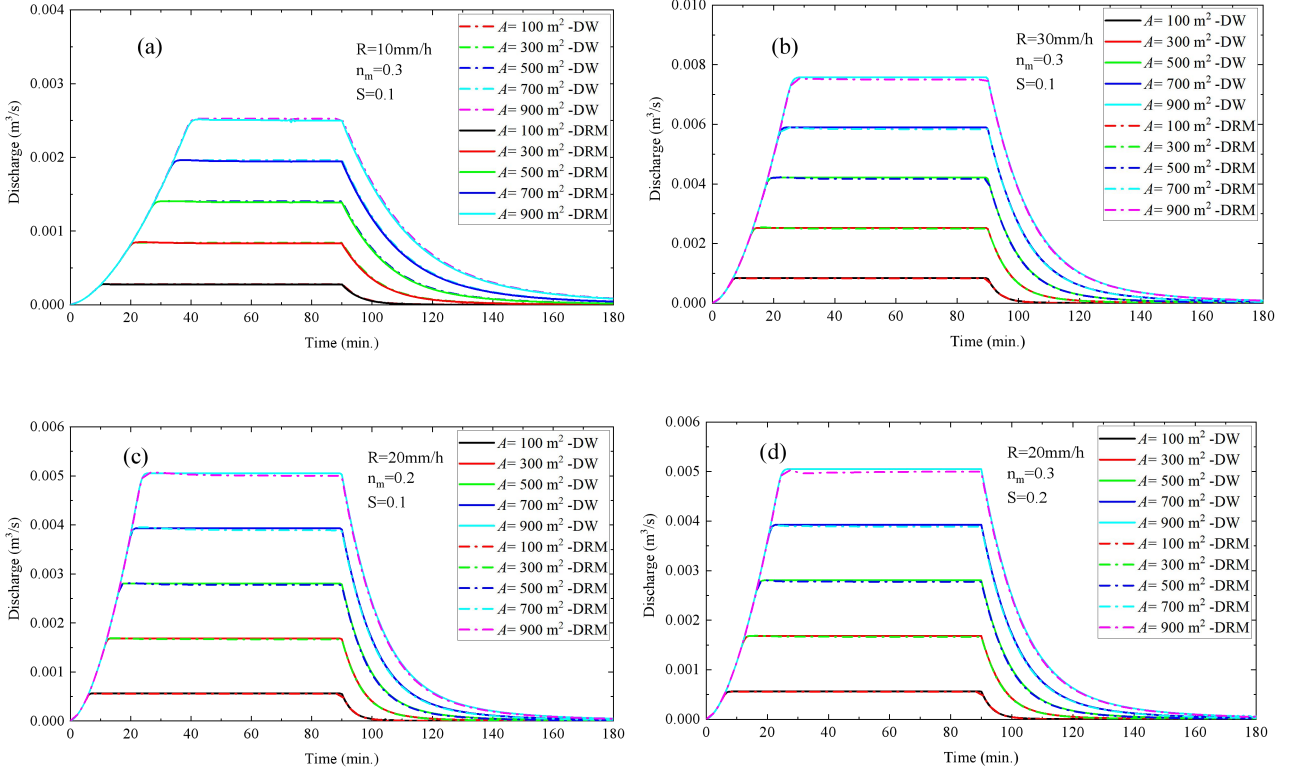 (a)
R=10mm/h
nm=0.3
S=0.1
A= 100 m² -DW
A= 300 m² -DW
A= 500 m² -DW
A= 700 m² -DW
A= 900 m² -DW
A= 100 m² -DRM
A= 300 m² -DRM
A= 500 m² -DRM
A= 700 m² -DRM
A= 900 m² -DRM
Discharge (m³/s)
0.004
0.003
0.002
0.001
0.000
0 20 40 60 80 100 120 140 160 180
Time (min.)
(b)
R=30mm/h
nm=0.3
S=0.1
A= 100 m² -DW
A= 300 m² -DW
A= 500 m² -DW
A= 700 m² -DW
A= 900 m² -DW
A= 100 m² -DRM
A= 300 m² -DRM
A= 500 m² -DRM
A= 700 m² -DRM
A= 900 m² -DRM
Discharge (m³/s)
0.010
0.008
0.006
0.004
0.002
0.000
0 20 40 60 80 100 120 140 160 180
Time (min.)
(c)
R=20mm/h
nm=0.2
S=0.1
A= 100 m² -DW
A= 300 m² -DW
A= 500 m² -DW
A= 700 m² -DW
A= 900 m² -DW
A= 100 m² -DRM
A= 300 m² -DRM
A= 500 m² -DRM
A= 700 m² -DRM
A= 900 m² -DRM
Discharge (m³/s)
0.006
0.005
0.004
0.003
0.002
0.001
0.000
0 20 40 60 80 100 120 140 160 180
Time (min.)
(d)
R=20mm/h
nm=0.3
S=0.2
A= 100 m² -DW
A= 300 m² -DW
A= 500 m² -DW
A= 700 m² -DW
A= 900 m² -DW
A= 100 m² -DRM
A= 300 m² -DRM
A= 500 m² -DRM
A= 700 m² -DRM
A= 900 m² -DRM
Discharge (m³/s)
0.006
0.005
0.004
0.003
0.002
0.001
0.000
0 20 40 60 80 100 120 140 160 180
Time (min.)